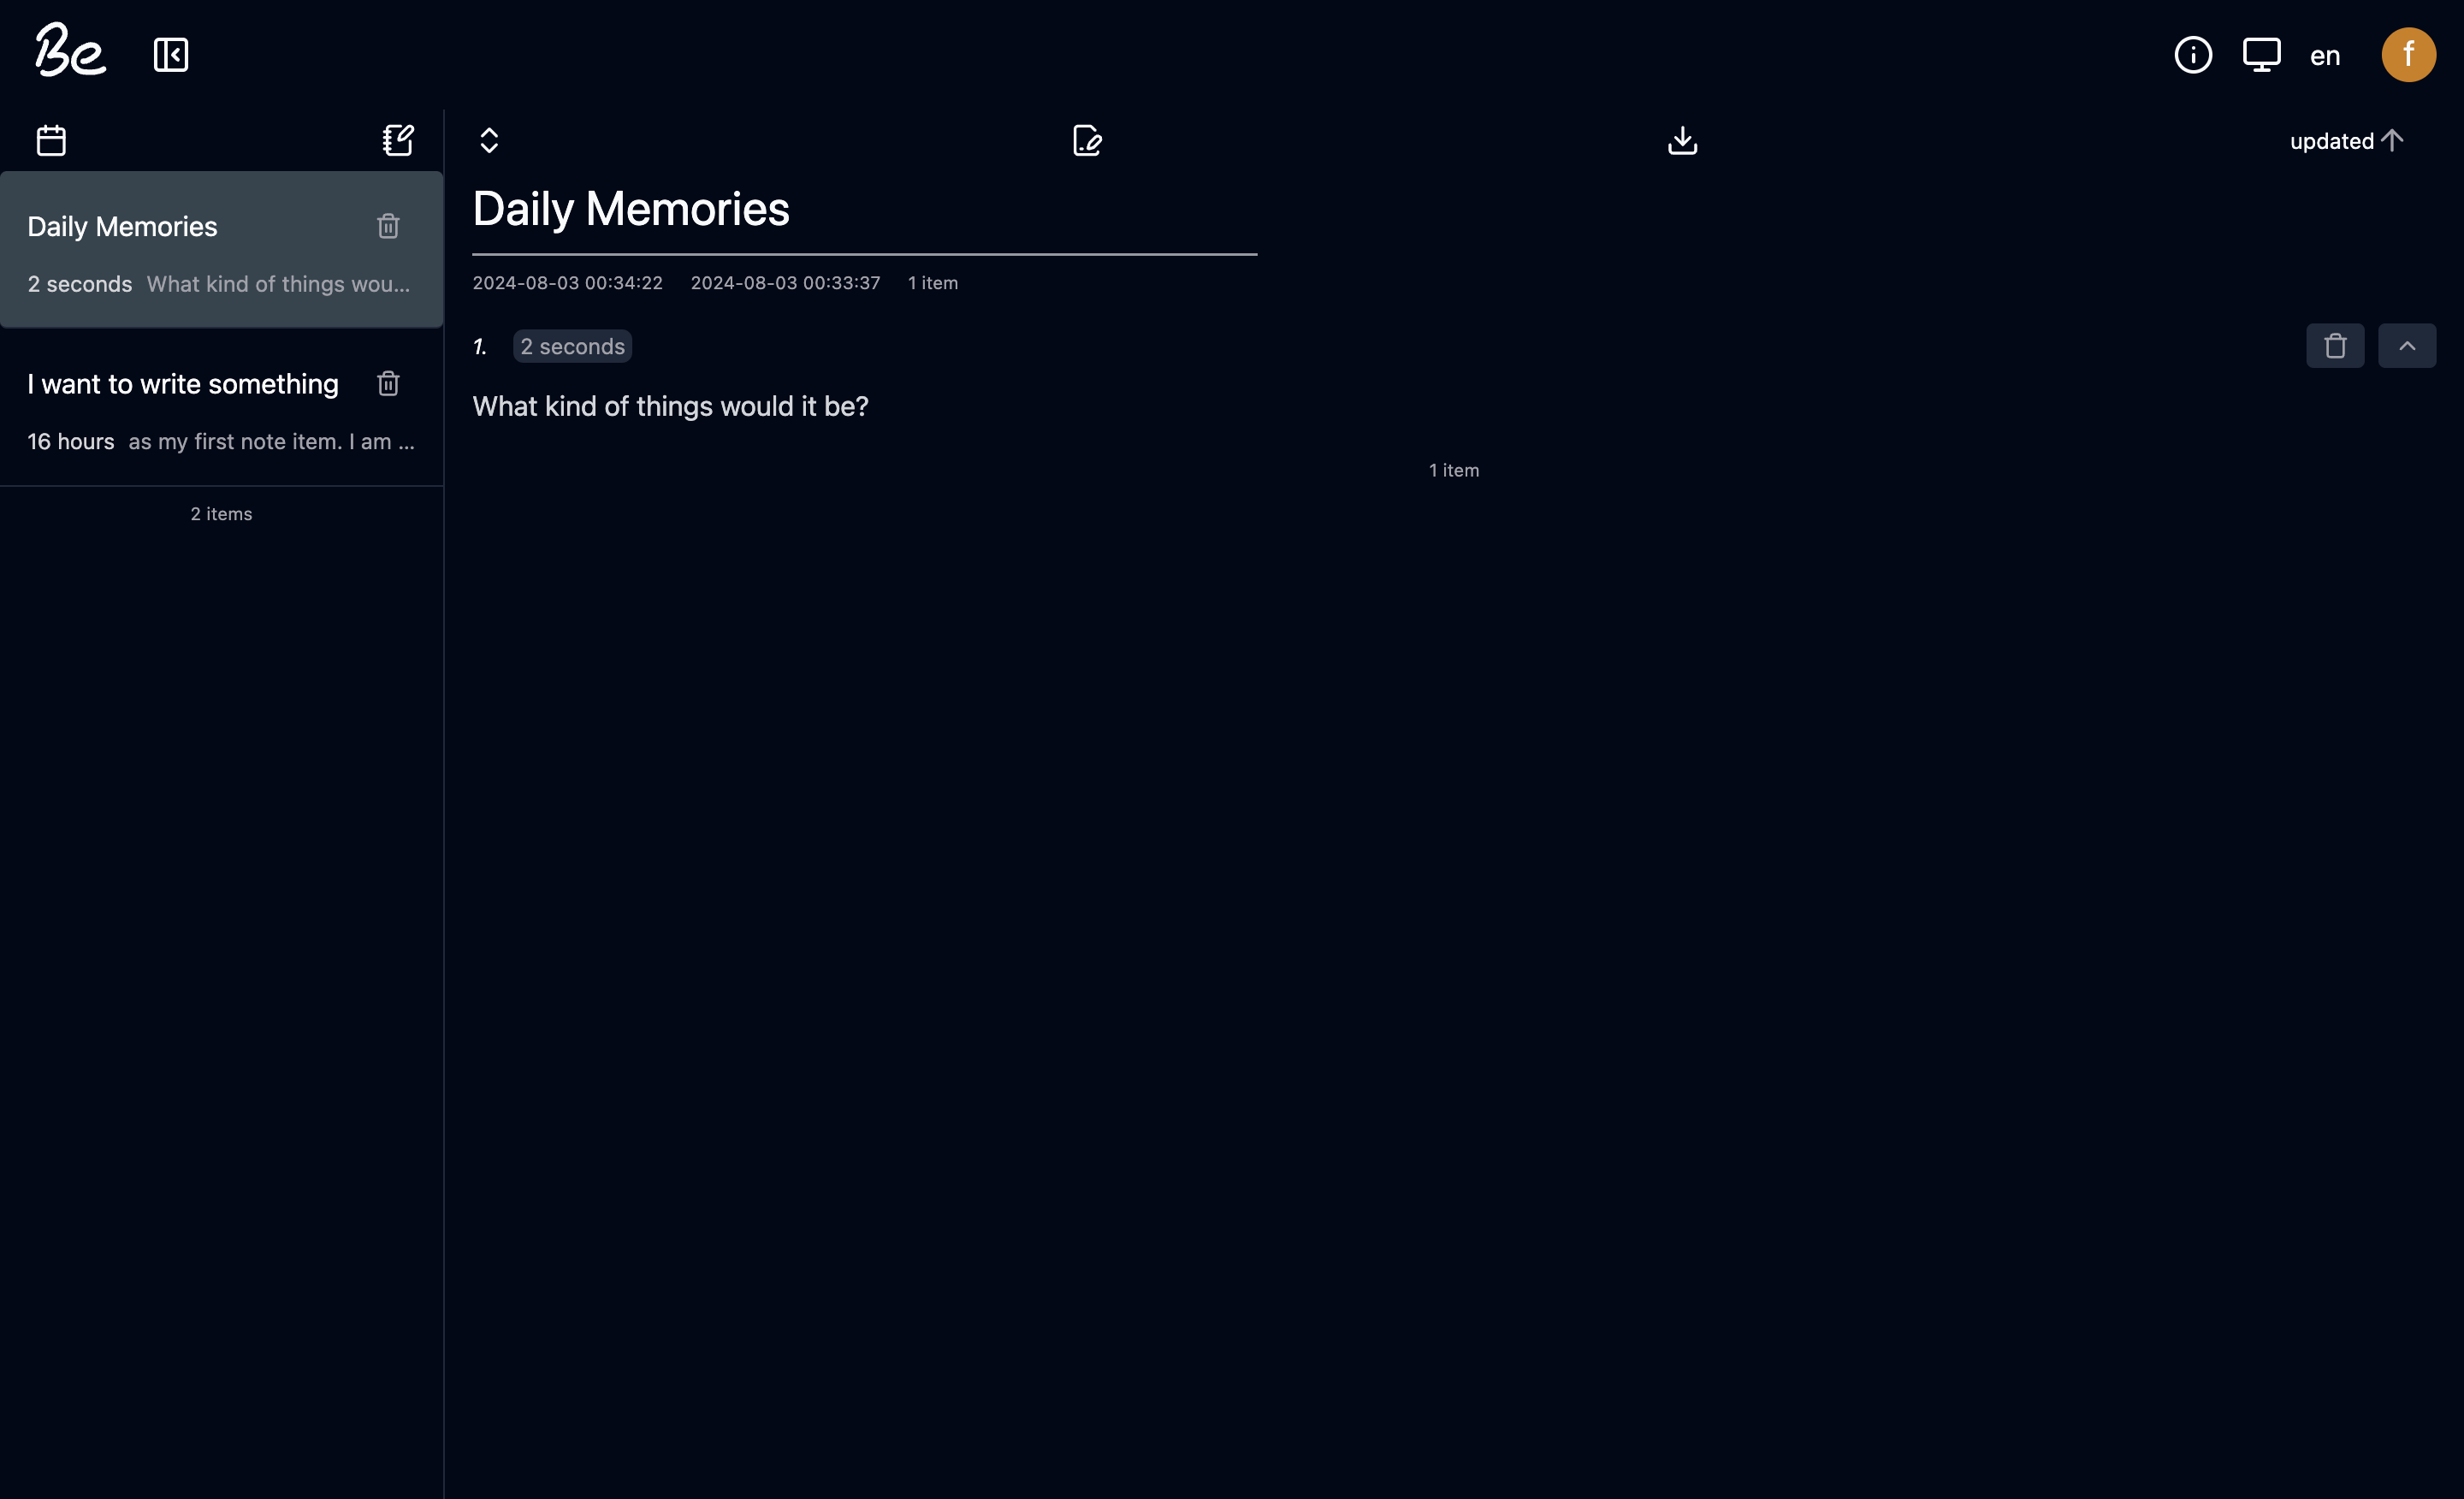 Be
en
f
updated
Daily Memories
2 seconds What kind of things wou...
I want to write something
16 hours as my first note item. I am ...
2 items
Daily Memories
2024-08-03 00:34:22 2024-08-03 00:33:37 1 item
1. 2 seconds
What kind of things would it be?
1 item